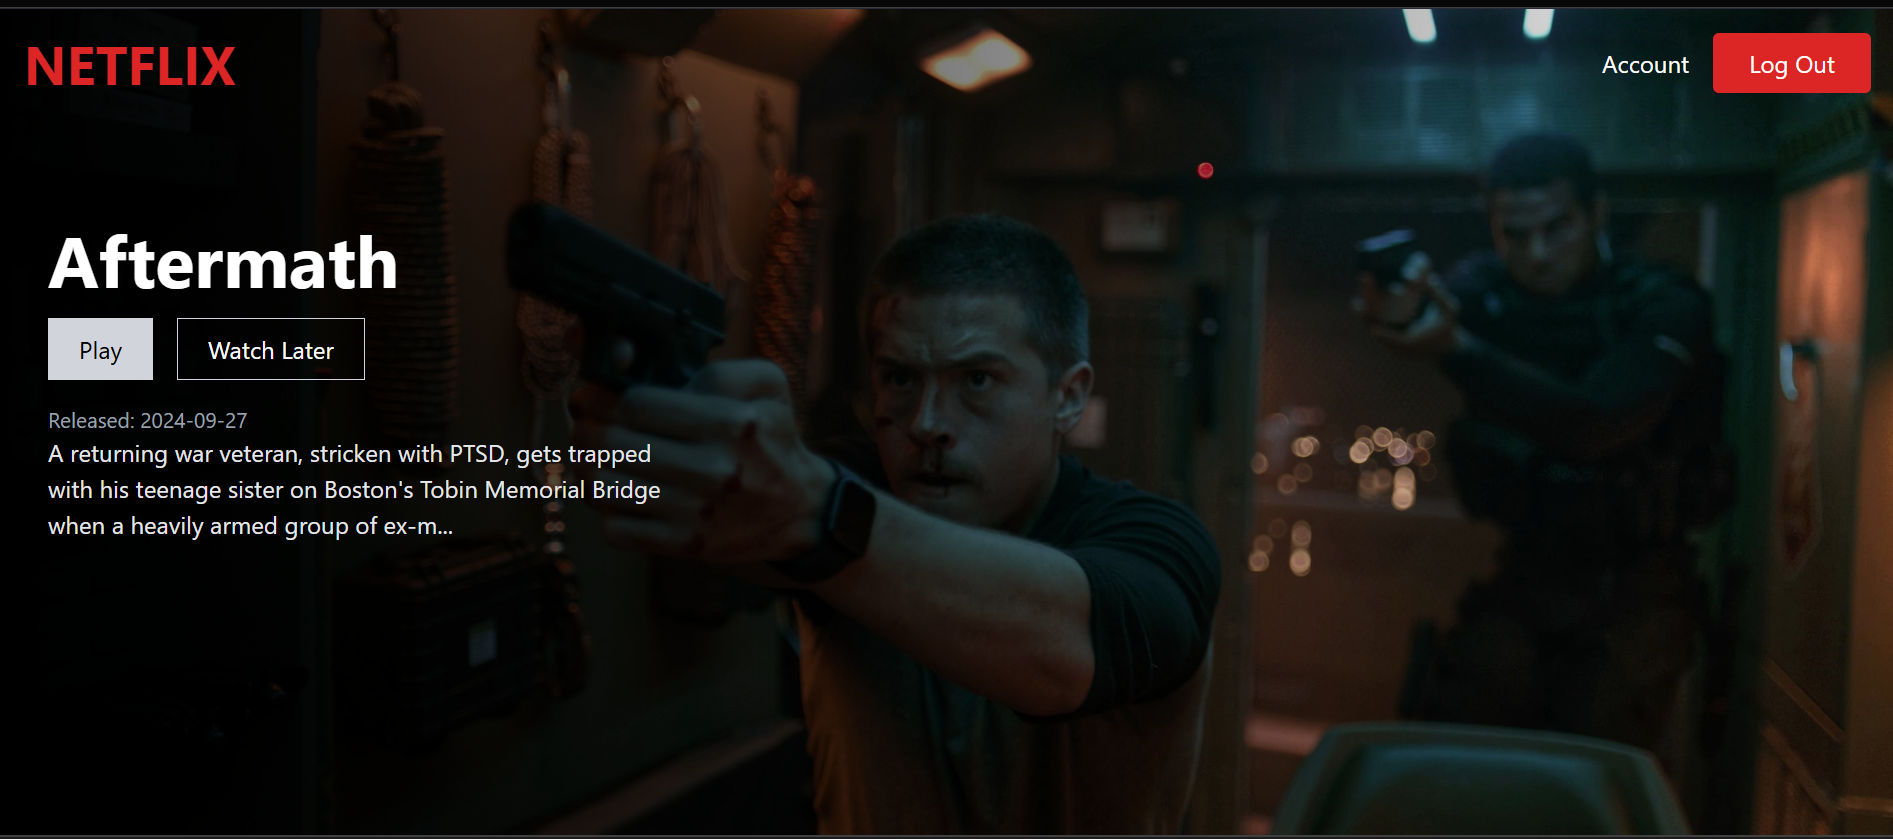 NETFLIX
Account
Log Out
Aftermath
Play
Watch Later
Released: 2024-09-27
A returning war veteran, stricken with PTSD, gets trapped
with his teenage sister on Boston's Tobin Memorial Bridge
when a heavily armed group of ex-m...